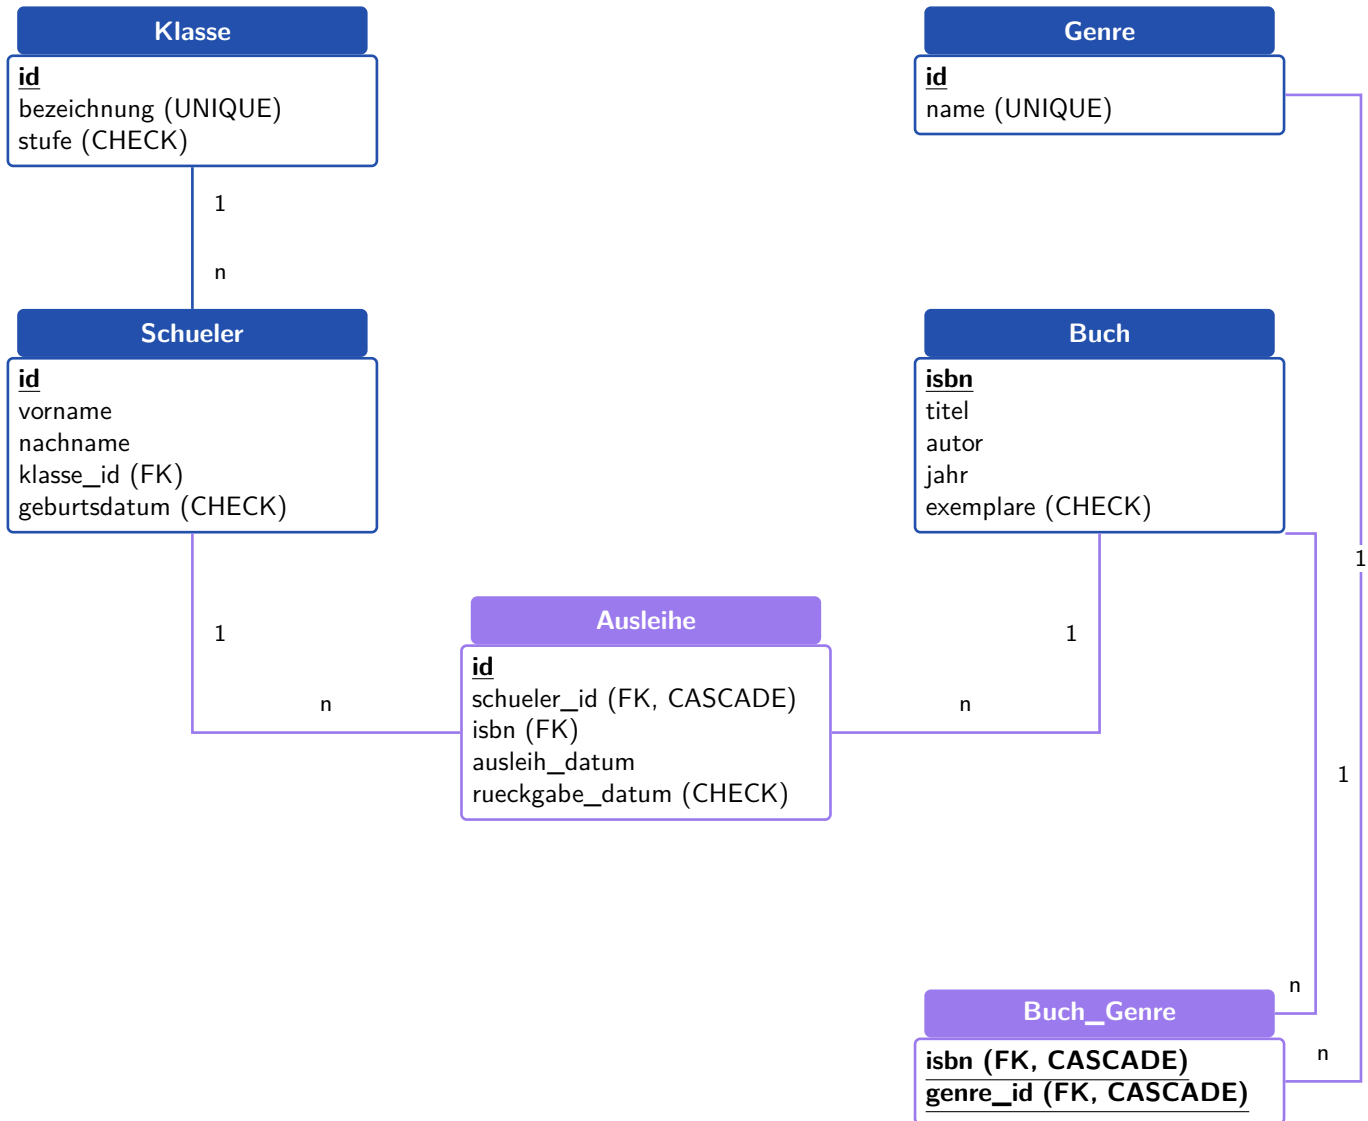 Klasse
id
bezeichnung (UNIQUE)
stufe (CHECK)
Genre
id
name (UNIQUE)
1
n
Schueler
id
vorname
nachname
klasse_id (FK)
geburtsdatum (CHECK)
Buch
isbn
titel
autor
jahr
exemplare (CHECK)
1
1
n
Ausleihe
id
schueler_id (FK, CASCADE)
isbn (FK)
ausleih_datum
rueckgabe_datum (CHECK)
1
n
1
n
Buch_Genre
isbn (FK, CASCADE)
genre_id (FK, CASCADE)
n